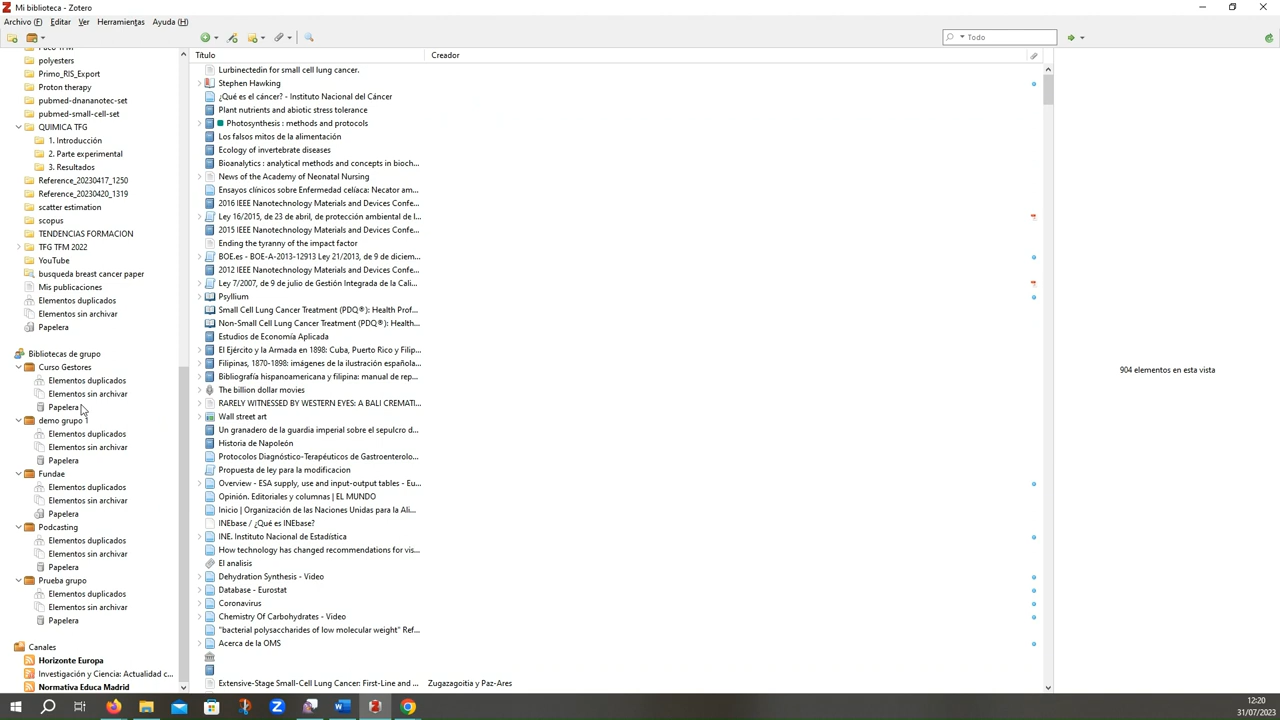 Mi biblioteca - Zotero
Archivo (F) Editar Ver Herramientas Ayuda (H)
Todo
polyesters
Primo_RIS_Export
Proton therapy
pubmed-dnananotec-set
pubmed-small-cell-set
QUIMICA TFG
1. Introducción
2. Parte experimental
3. Resultados
Reference_20230417_1250
Reference_20230420_1319
scatter estimation
scopus
TENDENCIAS FORMACION
TFG TFM 2022
YouTube
busqueda breast cancer paper
Mis publicaciones
Elementos duplicados
Elementos sin archivar
Papelera
Bibliotecas de grupo
Curso Gestores
Elementos duplicados
Elementos sin archivar
Papelera
demo grupo 1
Elementos duplicados
Elementos sin archivar
Papelera
Fundae
Elementos duplicados
Elementos sin archivar
Papelera
Podcasting
Elementos duplicados
Elementos sin archivar
Papelera
Prueba grupo
Elementos duplicados
Elementos sin archivar
Papelera
Canales
Horizonte Europa
Investigación y Ciencia: Actualidad c...
Normativa Educa Madrid
Título Creador
Lurbinectedin for small cell lung cancer.
Stephen Hawking
¿Qué es el cáncer? - Instituto Nacional del Cáncer
Plant nutrients and abiotic stress tolerance
Photosynthesis : methods and protocols
Los falsos mitos de la alimentación
Ecology of invertebrate diseases
Bioanalytics : analytical methods and concepts in bioch...
News of the Academy of Neonatal Nursing
Ensayos clínicos sobre Enfermedad celíaca: Necator am...
2016 IEEE Nanotechnology Materials and Devices Confe...
Ley 16/2015, de 23 de abril, de protección ambiental de l...
2015 IEEE Nanotechnology Materials and Devices Confe...
Ending the tyranny of the impact factor
BOE.es - BOE-A-2013-12913 Ley 21/2013, de 9 de diciem...
2012 IEEE Nanotechnology Materials and Devices Confe...
Ley 7/2007, de 9 de julio de Gestión Integrada de la Cali...
Psyllium
Small Cell Lung Cancer Treatment (PDQ®): Health Prof...
Non-Small Cell Lung Cancer Treatment (PDQ®): Health...
Estudios de Economía Aplicada
El Ejército y la Armada en 1898: Cuba, Puerto Rico y Filip...
Filipinas, 1870-1898: imágenes de la ilustración española...
Bibliografía hispanoamericana y filipina: manual de rep...
The billion dollar movies
RARELY WITNESSED BY WESTERN EYES: A BALI CREMATI...
Wall street art
Un granadero de la guardia imperial sobre el sepulcro d...
Historia de Napoleón
Protocolos Diagnóstico-Terapéuticos de Gastroenterolo...
Propuesta de ley para la modificacion
Overview - ESA supply, use and input-output tables - Eu...
Opinión. Editoriales y columnas | EL MUNDO
Inicio | Organización de las Naciones Unidas para la Ali...
INEbase / ¿Qué es INEbase?
INE. Instituto Nacional de Estadística
How technology has changed recommendations for vis...
El analisis
Dehydration Synthesis - Video
Database - Eurostat
Coronavirus
Chemistry Of Carbohydrates - Video
"bacterial polysaccharides of low molecular weight" Ref...
Acerca de la OMS
Extensive-Stage Small-Cell Lung Cancer: First-Line and ... Zugazagoitia y Paz-Ares
904 elementos en esta vista
12:20
31/07/2023